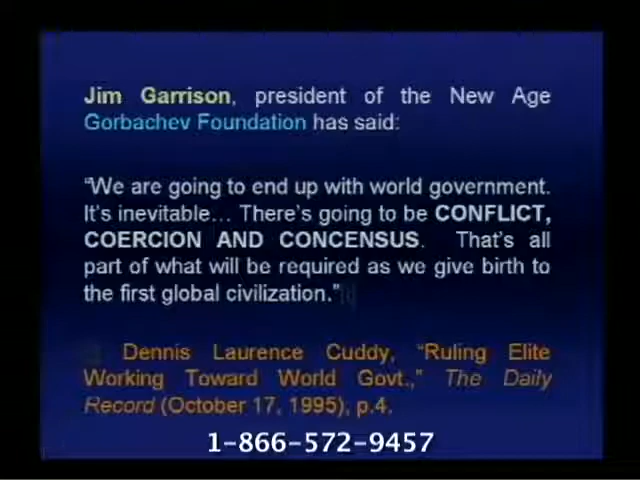 Jim Garrison, president of the New Age
Gorbachev Foundation has said:
“We are going to end up with world government.
It’s inevitable… There’s going to be CONFLICT,
COERCION AND CONCENSUS. That’s all
part of what will be required as we give birth to
the first global civilization.”
Dennis Laurence Cuddy, “Ruling Elite
Working Toward World Govt.,” The Daily
Record (October 17, 1995), p.4.
1-866-572-9457